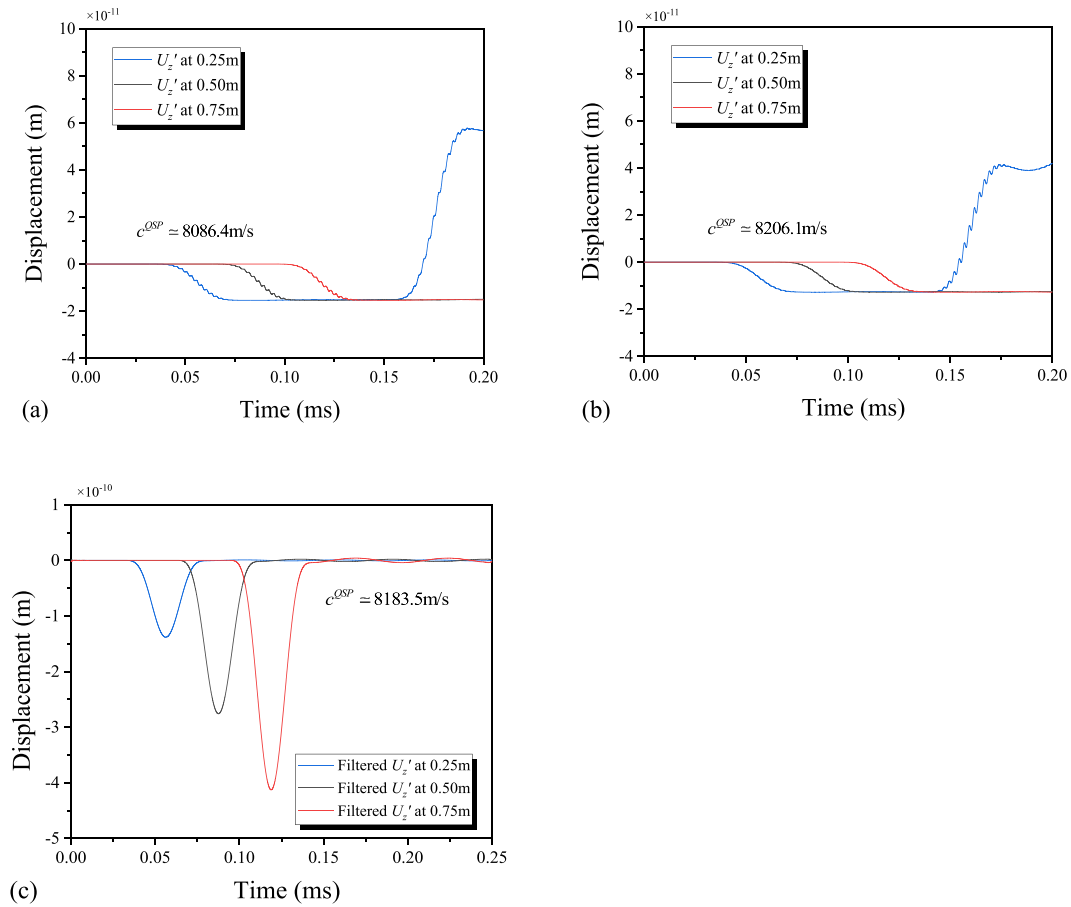 ×10⁻¹¹
10
8
6
4
2
0
-2
-4
Displacement (m)
U_z′ at 0.25m
U_z′ at 0.50m
U_z′ at 0.75m
c^QSP ≃ 8086.4m/s
0.00 0.05 0.10 0.15 0.20
Time (ms)
(a)
×10⁻¹¹
10
8
6
4
2
0
-2
-4
Displacement (m)
U_z′ at 0.25m
U_z′ at 0.50m
U_z′ at 0.75m
c^QSP ≃ 8206.1m/s
0.00 0.05 0.10 0.15 0.20
Time (ms)
(b)
×10⁻¹⁰
1
0
-1
-2
-3
-4
-5
Displacement (m)
c^QSP ≃ 8183.5m/s
Filtered U_z′ at 0.25m
Filtered U_z′ at 0.50m
Filtered U_z′ at 0.75m
0.00 0.05 0.10 0.15 0.20 0.25
Time (ms)
(c)